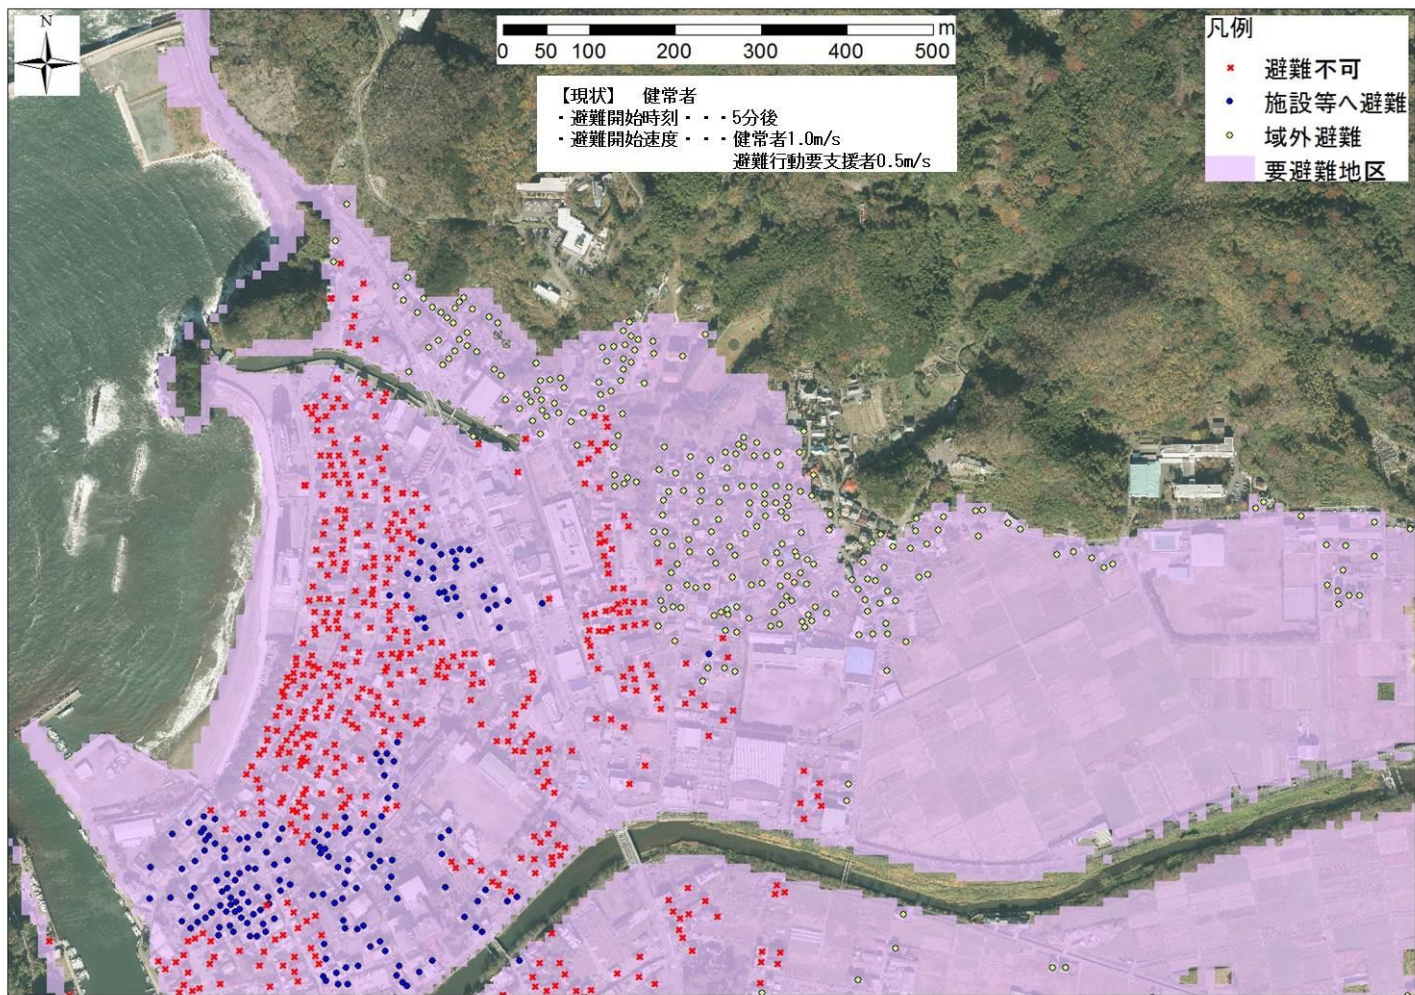 N
m
0 50 100 200 300 400 500
【現状】 健常者
・避難開始時刻・・・5分後
・避難開始速度・・・健常者1.0m/s
避難行動要支援者0.5m/s
凡例
避難不可
施設等へ避難
域外避難
要避難地区